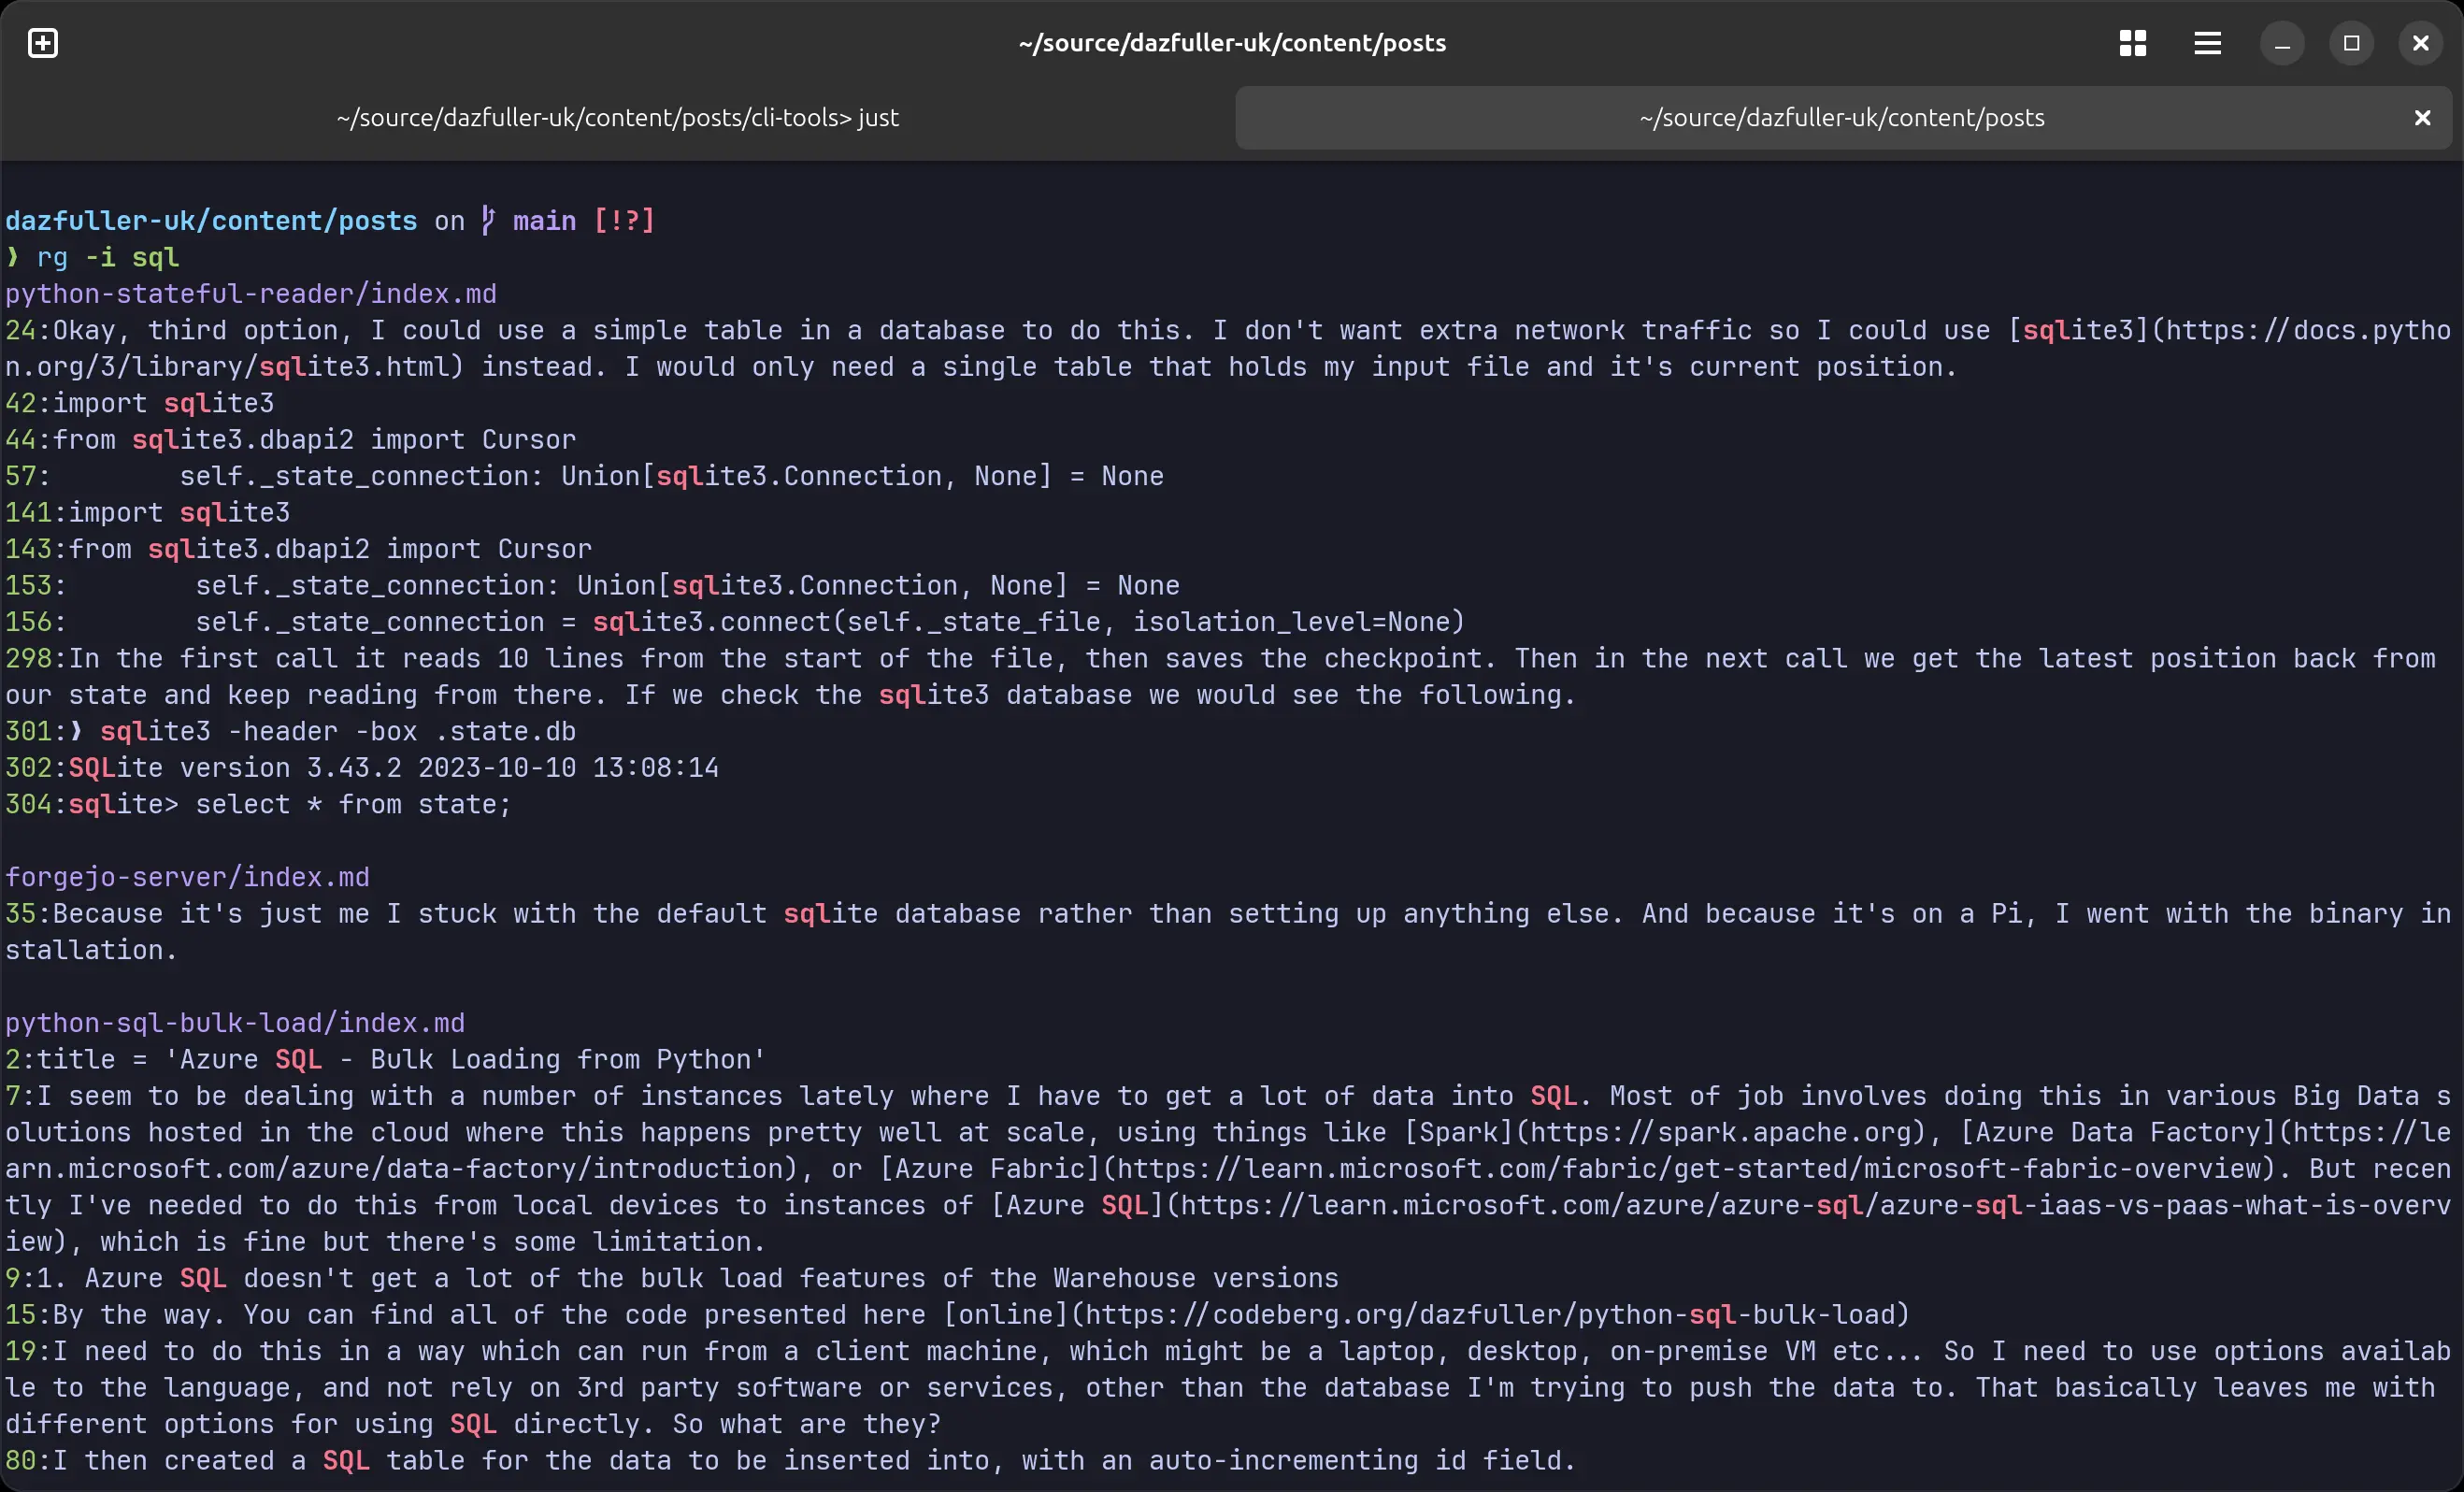 ~/source/dazfuller-uk/content/posts
~/source/dazfuller-uk/content/posts/cli-tools> just
~/source/dazfuller-uk/content/posts
dazfuller-uk/content/posts on main [!?]
❯ rg -i sql
python-stateful-reader/index.md
24:Okay, third option, I could use a simple table in a database to do this. I don't want extra network traffic so I could use [sqlite3](https://docs.pytho
n.org/3/library/sqlite3.html) instead. I would only need a single table that holds my input file and it's current position.
42:import sqlite3
44:from sqlite3.dbapi2 import Cursor
57:        self._state_connection: Union[sqlite3.Connection, None] = None
141:import sqlite3
143:from sqlite3.dbapi2 import Cursor
153:        self._state_connection: Union[sqlite3.Connection, None] = None
156:        self._state_connection = sqlite3.connect(self._state_file, isolation_level=None)
298:In the first call it reads 10 lines from the start of the file, then saves the checkpoint. Then in the next call we get the latest position back from
our state and keep reading from there. If we check the sqlite3 database we would see the following.
301:❯ sqlite3 -header -box .state.db
302:SQLite version 3.43.2 2023-10-10 13:08:14
304:sqlite> select * from state;
forgejo-server/index.md
35:Because it's just me I stuck with the default sqlite database rather than setting up anything else. And because it's on a Pi, I went with the binary in
stallation.
python-sql-bulk-load/index.md
2:title = 'Azure SQL - Bulk Loading from Python'
7:I seem to be dealing with a number of instances lately where I have to get a lot of data into SQL. Most of job involves doing this in various Big Data s
olutions hosted in the cloud where this happens pretty well at scale, using things like [Spark](https://spark.apache.org), [Azure Data Factory](https://le
arn.microsoft.com/azure/data-factory/introduction), or [Azure Fabric](https://learn.microsoft.com/fabric/get-started/microsoft-fabric-overview). But recen
tly I've needed to do this from local devices to instances of [Azure SQL](https://learn.microsoft.com/azure/azure-sql/azure-sql-iaas-vs-paas-what-is-overv
iew), which is fine but there's some limitation.
9:1. Azure SQL doesn't get a lot of the bulk load features of the Warehouse versions
15:By the way. You can find all of the code presented here [online](https://codeberg.org/dazfuller/python-sql-bulk-load)
19:I need to do this in a way which can run from a client machine, which might be a laptop, desktop, on-premise VM etc... So I need to use options availab
le to the language, and not rely on 3rd party software or services, other than the database I'm trying to push the data to. That basically leaves me with
different options for using SQL directly. So what are they?
80:I then created a SQL table for the data to be inserted into, with an auto-incrementing id field.